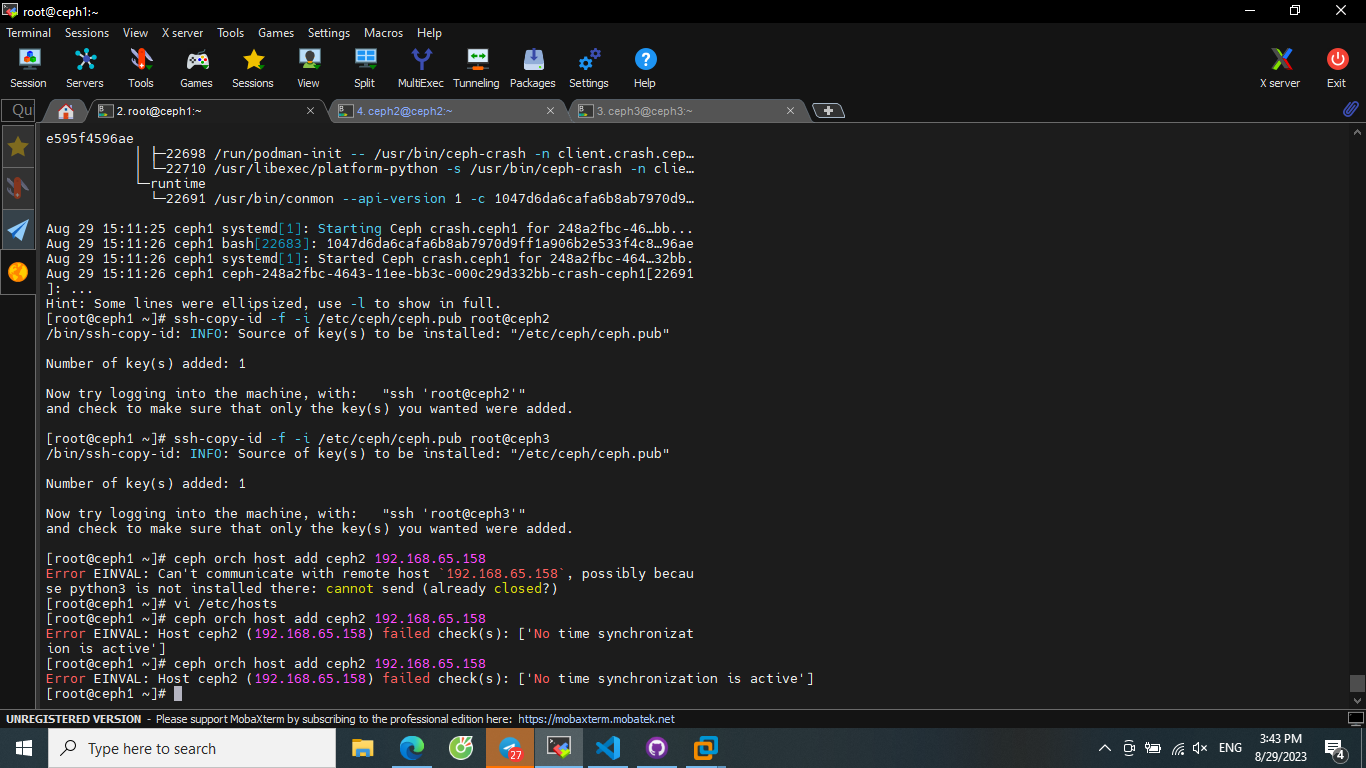 root@ceph1:~
Terminal Sessions View X server Tools Games Settings Macros Help
Session Servers Tools Games Sessions View Split MultiExec Tunneling Packages Settings Help X server Exit
Qu 2. root@ceph1:~ 4. ceph2@ceph2:~ 3. ceph3@ceph3:~
e595f4596ae
├─22698 /run/podman-init -- /usr/bin/ceph-crash -n client.crash.cep…
└─22710 /usr/libexec/platform-python -s /usr/bin/ceph-crash -n clie…
└─runtime
└─22691 /usr/bin/conmon --api-version 1 -c 1047d6da6cafa6b8ab7970d9…
Aug 29 15:11:25 ceph1 systemd[1]: Starting Ceph crash.ceph1 for 248a2fbc-46…bb...
Aug 29 15:11:26 ceph1 bash[22683]: 1047d6da6cafa6b8ab7970d9ff1a906b2e533f4c8…96ae
Aug 29 15:11:26 ceph1 systemd[1]: Started Ceph crash.ceph1 for 248a2fbc-464…32bb.
Aug 29 15:11:26 ceph1 ceph-248a2fbc-4643-11ee-bb3c-000c29d332bb-crash-ceph1[22691
]: ...
Hint: Some lines were ellipsized, use -l to show in full.
[root@ceph1 ~]# ssh-copy-id -f -i /etc/ceph/ceph.pub root@ceph2
/bin/ssh-copy-id: INFO: Source of key(s) to be installed: "/etc/ceph/ceph.pub"
Number of key(s) added: 1
Now try logging into the machine, with:   "ssh 'root@ceph2'"
and check to make sure that only the key(s) you wanted were added.
[root@ceph1 ~]# ssh-copy-id -f -i /etc/ceph/ceph.pub root@ceph3
/bin/ssh-copy-id: INFO: Source of key(s) to be installed: "/etc/ceph/ceph.pub"
Number of key(s) added: 1
Now try logging into the machine, with:   "ssh 'root@ceph3'"
and check to make sure that only the key(s) you wanted were added.
[root@ceph1 ~]# ceph orch host add ceph2 192.168.65.158
Error EINVAL: Can't communicate with remote host `192.168.65.158`, possibly becau
se python3 is not installed there: cannot send (already closed?)
[root@ceph1 ~]# vi /etc/hosts
[root@ceph1 ~]# ceph orch host add ceph2 192.168.65.158
Error EINVAL: Host ceph2 (192.168.65.158) failed check(s): ['No time synchronizat
ion is active']
[root@ceph1 ~]# ceph orch host add ceph2 192.168.65.158
Error EINVAL: Host ceph2 (192.168.65.158) failed check(s): ['No time synchronization is active']
[root@ceph1 ~]#
UNREGISTERED VERSION - Please support MobaXterm by subscribing to the professional edition here: https://mobaxterm.mobatek.net
Type here to search 27 ENG 3:43 PM
8/29/2023 4